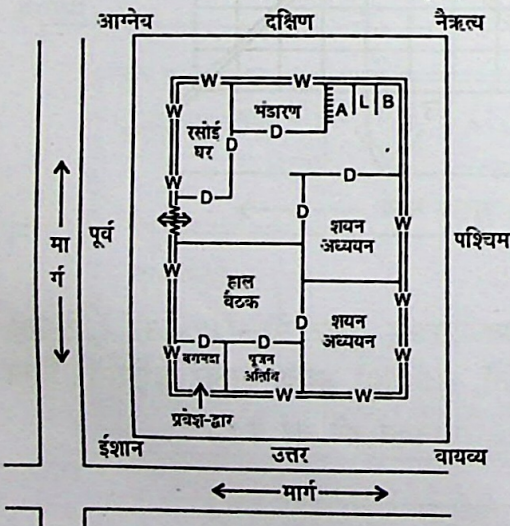 आग्नेय दक्षिण नैऋत्य
W W
W रसोई घर भंडारण A L B
D D
W D D
मार्ग पूर्व D शयन अध्ययन W पश्चिम
W हाल बैठक W
D शयन अध्ययन
W D D W
बरामदा पूजन अतिथि
W W
प्रवेश-द्वार
ईशान उत्तर वायव्य
मार्ग